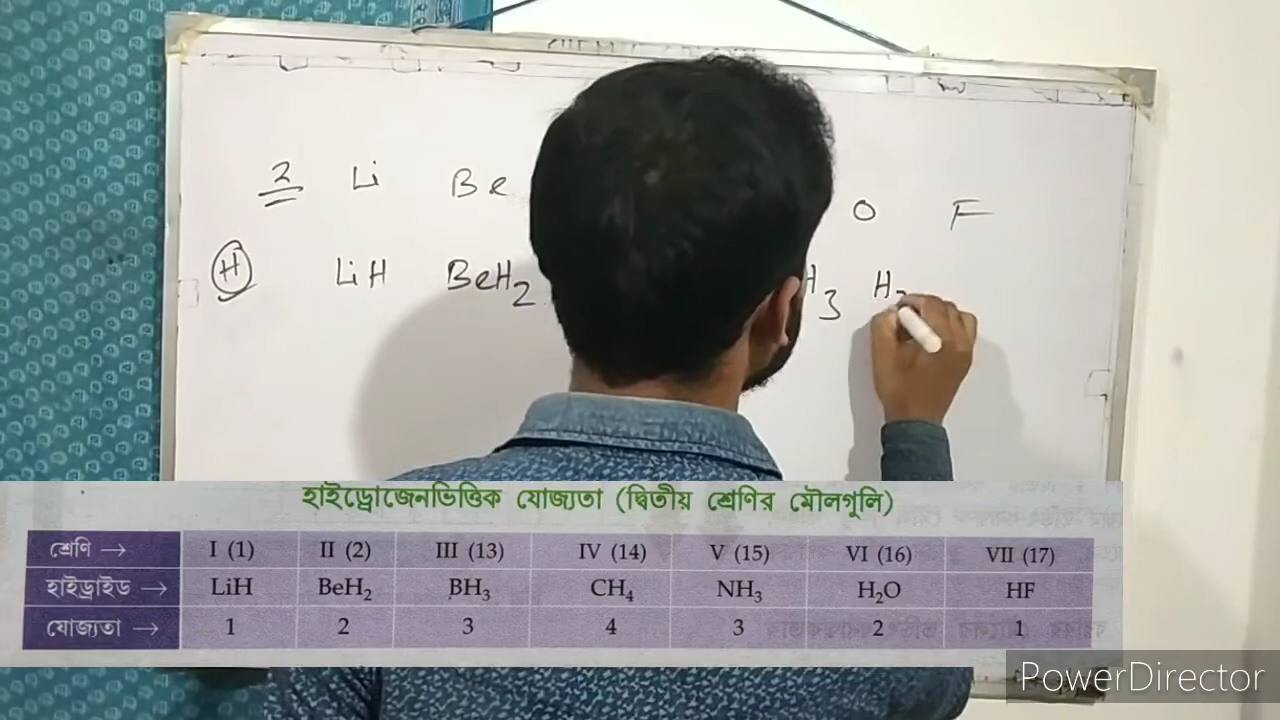 2 Li Be O F
H LiH BeH2 H3 H2
হাইড্রোজেনভিত্তিক যোজ্যতা (দ্বিতীয় শ্রেণির মৌলগুলি)
শ্রেণি → I (1) II (2) III (13) IV (14) V (15) VI (16) VII (17)
হাইড্রাইড → LiH BeH₂ BH₃ CH₄ NH₃ H₂O HF
যোজ্যতা → 1 2 3 4 3 2 1
PowerDirector